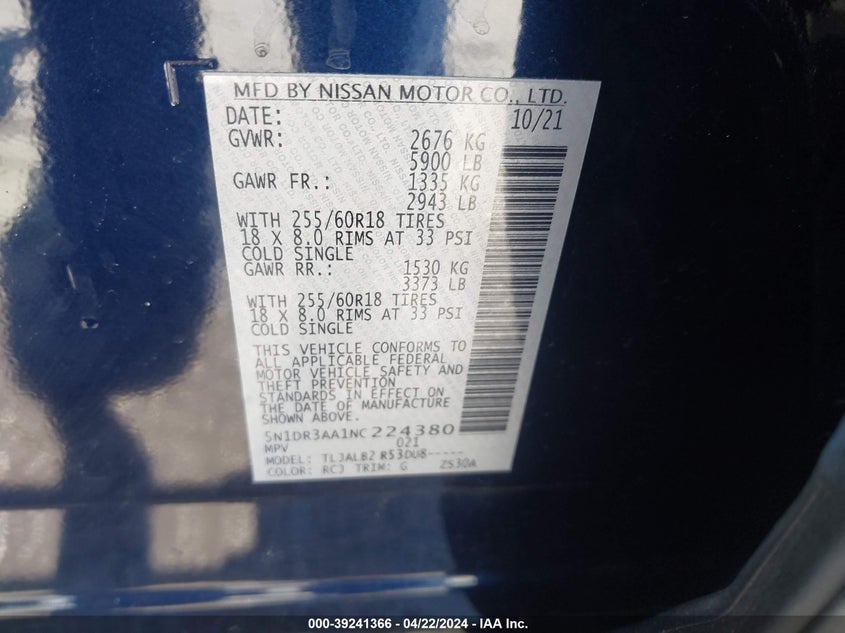 MFD BY NISSAN MOTOR CO., LTD.
DATE: 10/21
GVWR: 2676 KG
5900 LB
GAWR FR.: 1335 KG
2943 LB
WITH 255/60R18 TIRES
18 X 8.0 RIMS AT 33 PSI
COLD SINGLE
GAWR RR.: 1530 KG
3373 LB
WITH 255/60R18 TIRES
18 X 8.0 RIMS AT 33 PSI
COLD SINGLE
THIS VEHICLE CONFORMS TO
ALL APPLICABLE FEDERAL
MOTOR VEHICLE SAFETY AND
THEFT PREVENTION
STANDARDS IN EFFECT ON
THE DATE OF MANUFACTURE
SHOWN ABOVE.
5N1DR3AA1NC224380
MPV 021
MODEL: TL3ALB2 R53DU8-----
COLOR: RCJ TRIM: G ZS30A
000-39241366 - 04/22/2024 - IAA Inc.